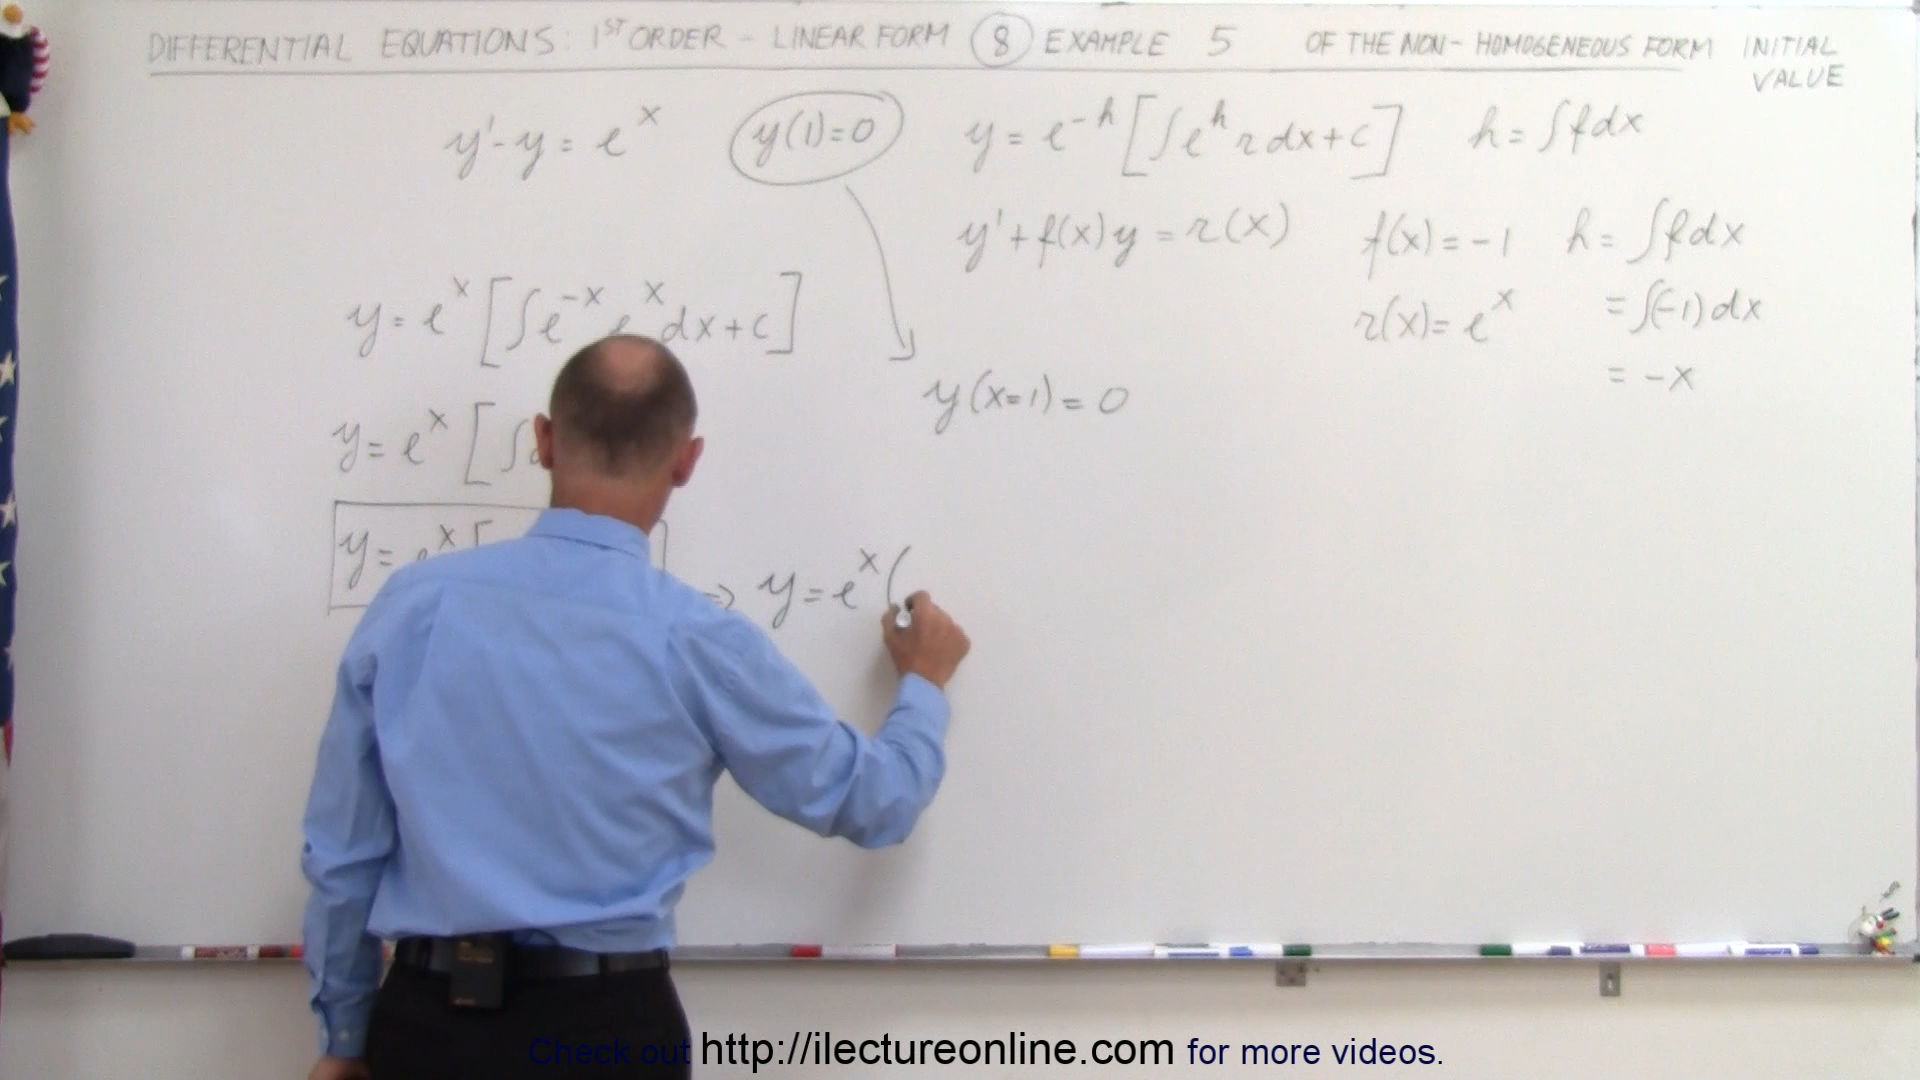 DIFFERENTIAL EQUATIONS: 1ST ORDER - LINEAR FORM 8 EXAMPLE 5 OF THE NON-HOMOGENEOUS FORM INITIAL VALUE
y'-y = e^x y(1)=0
y = e^-h [∫e^h r dx + c] h = ∫f dx
y' + f(x)y = r(x) f(x) = -1 h = ∫f dx
r(x) = e^x = ∫(-1)dx
= -x
y = e^x [∫e^-x e^x dx + c]
y(x=1) = 0
y = e^x [∫
y = e^x [
⇒ y = e^x (
Check out http://ilectureonline.com for more videos.